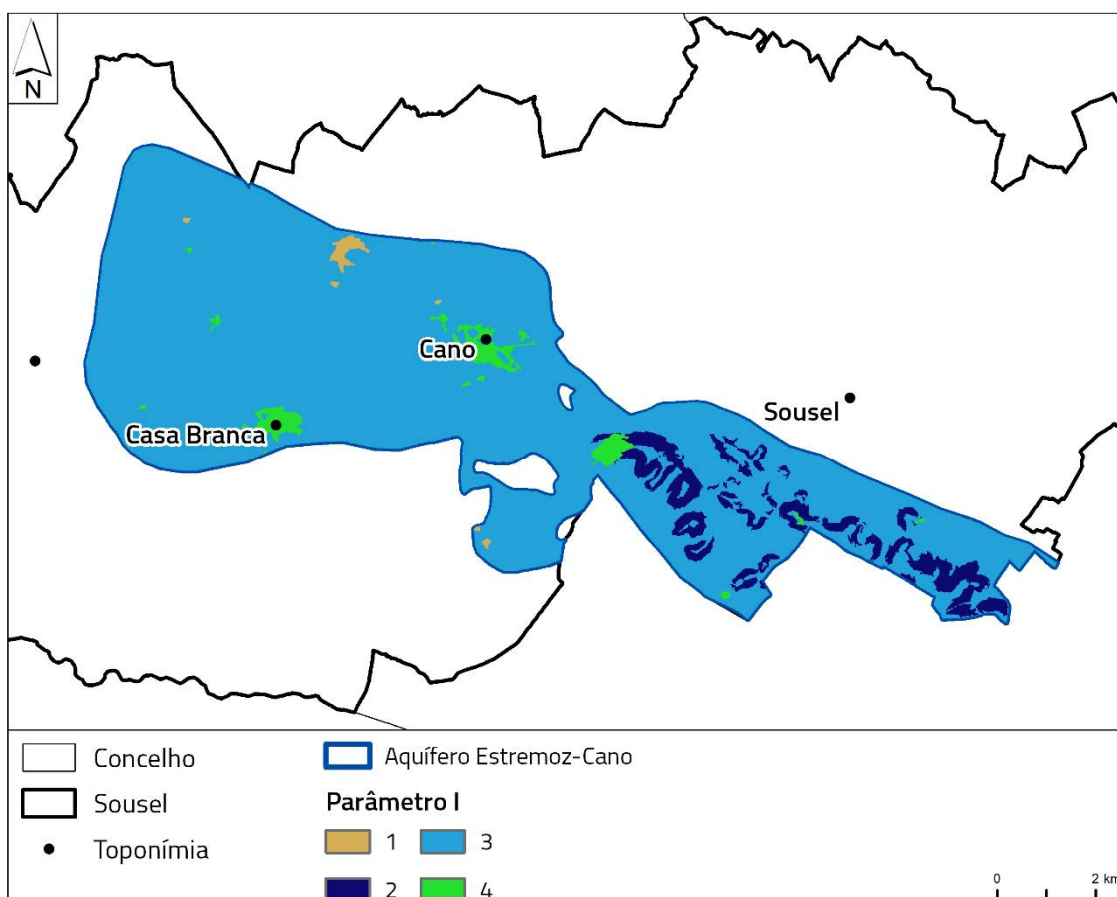 N
Cano
Casa Branca
Sousel
Concelho
Sousel
Toponímia
Aquífero Estremoz-Cano
Parâmetro I
1
3
2
4
0
2 km